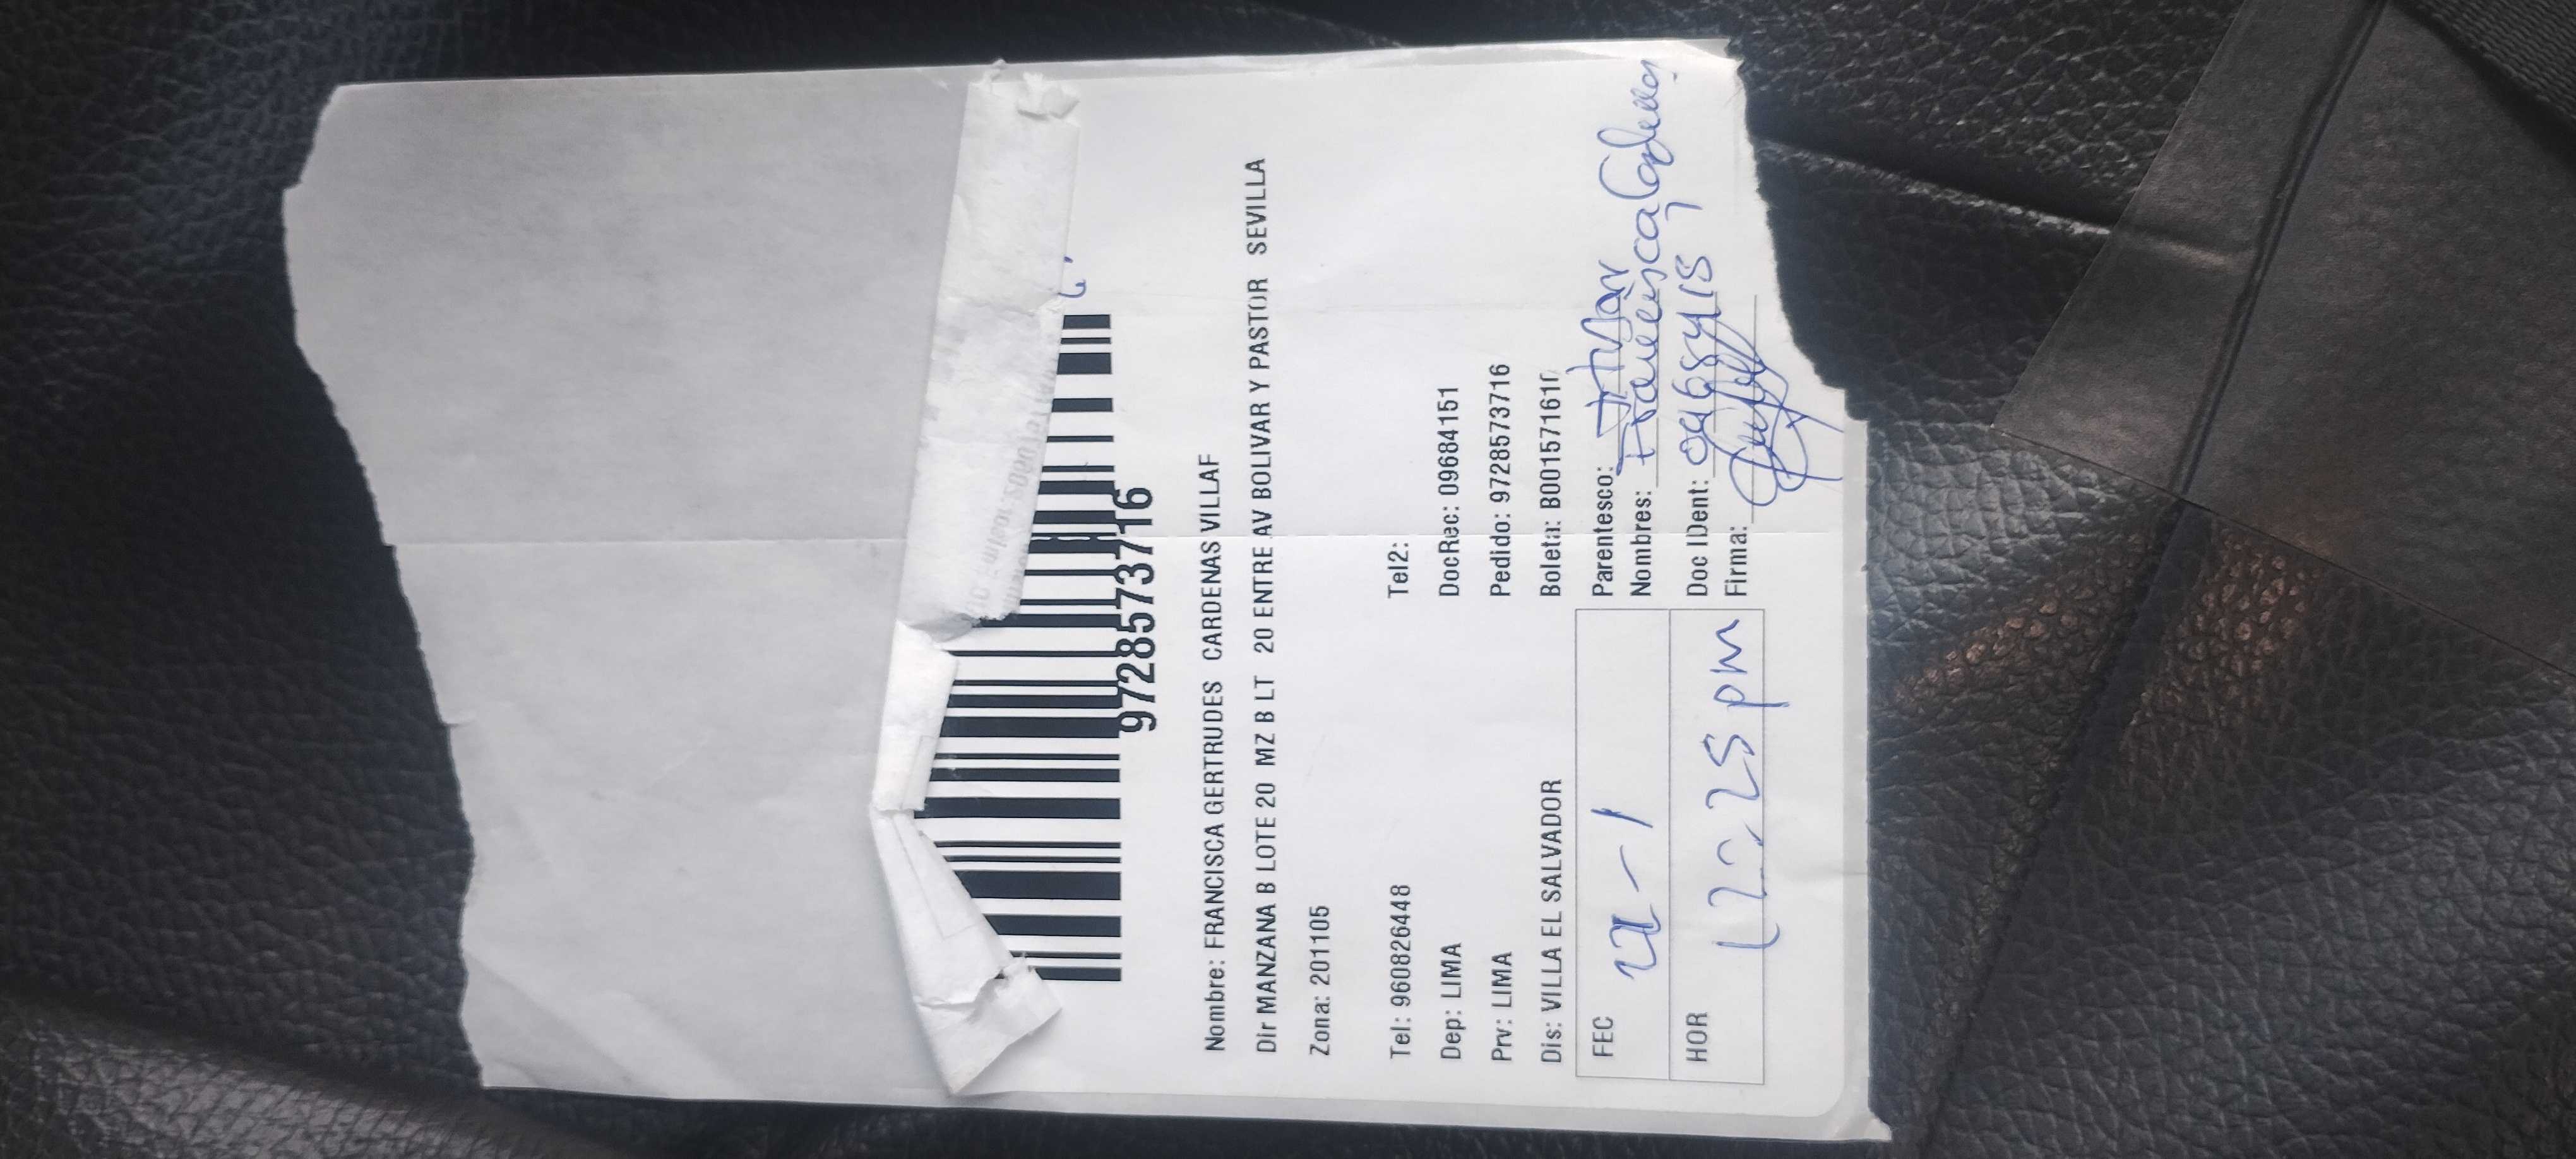 9728573716
Nombre: FRANCISCA GERTRUDES CARDENAS VILLAF
Dir MANZANA B LOTE 20 MZ B LT 20 ENTRE AV BOLIVAR Y PASTOR SEVILLA
Zona: 201105
Tel: 960826448 Tel2:
Dep: LIMA DocRec: 09684151
Prv: LIMA Pedido: 9728573716
Dis: VILLA EL SALVADOR Boleta: B001571610
FEC Parentesco:
Nombres: Francisca
HOR 12:25 pm Doc IDent:
Firma: